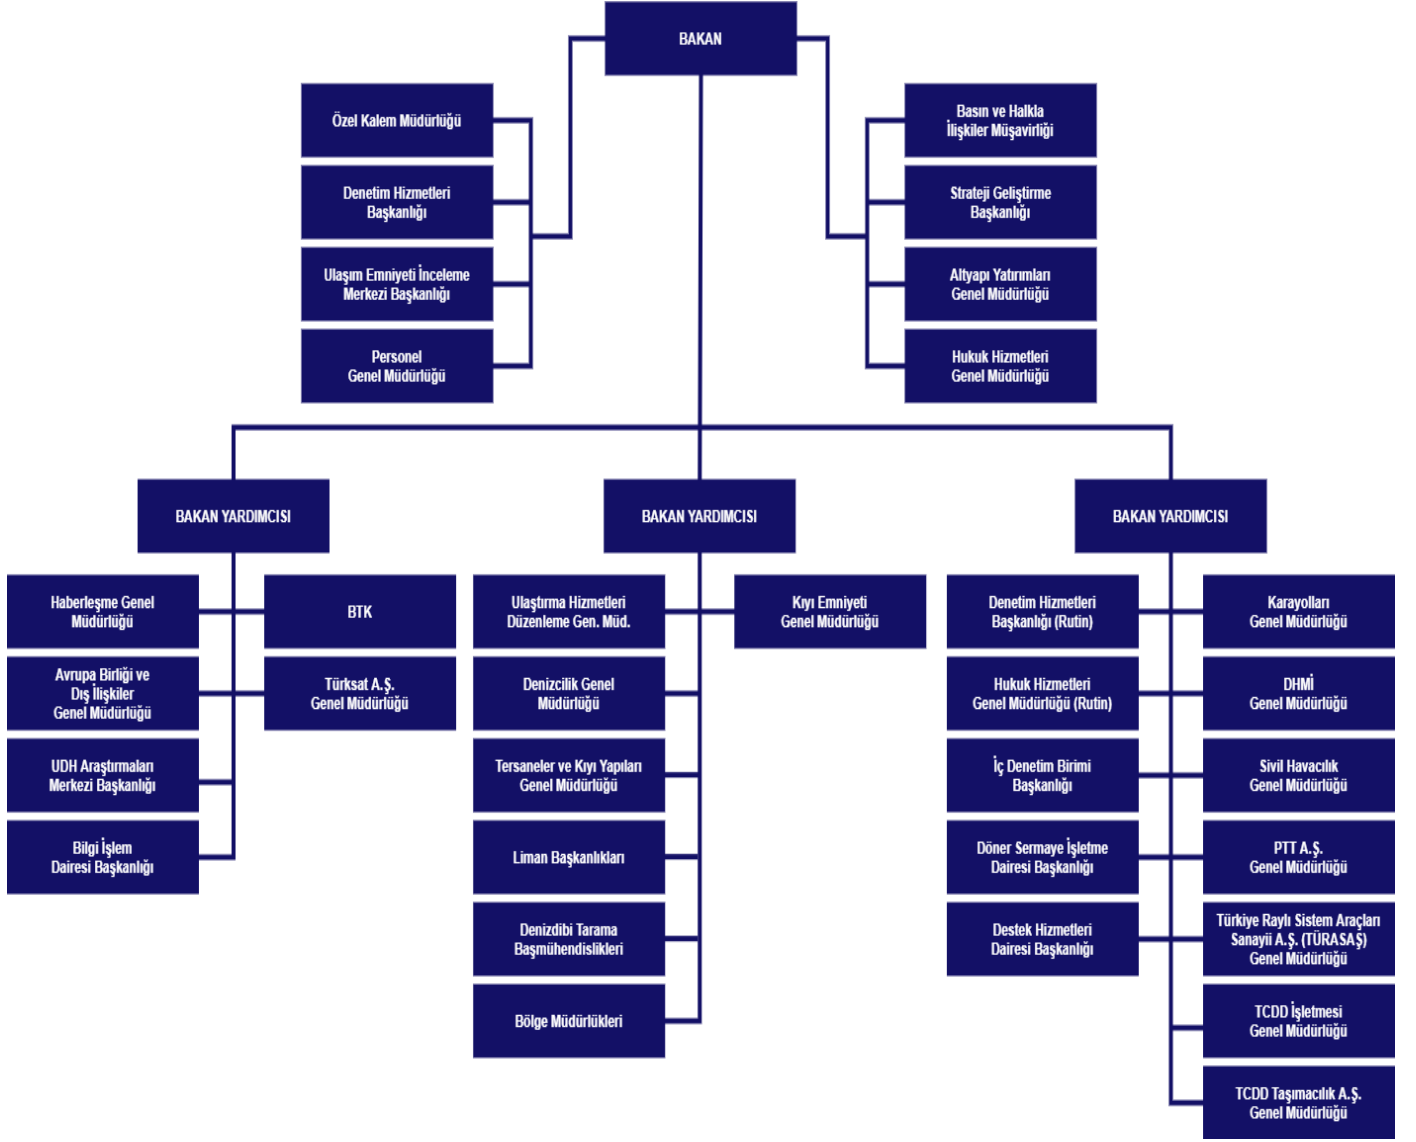 BAKAN
Özel Kalem Müdürlüğü
Denetim Hizmetleri
Başkanlığı
Ulaşım Emniyeti İnceleme
Merkezi Başkanlığı
Personel
Genel Müdürlüğü
Basın ve Halkla
İlişkiler Müşavirliği
Strateji Geliştirme
Başkanlığı
Altyapı Yatırımları
Genel Müdürlüğü
Hukuk Hizmetleri
Genel Müdürlüğü
BAKAN YARDIMCISI
Haberleşme Genel
Müdürlüğü
Avrupa Birliği ve
Dış İlişkiler
Genel Müdürlüğü
UDH Araştırmaları
Merkezi Başkanlığı
Bilgi İşlem
Dairesi Başkanlığı
BTK
Türksat A.Ş.
Genel Müdürlüğü
BAKAN YARDIMCISI
Ulaştırma Hizmetleri
Düzenleme Gen. Müd.
Denizcilik Genel
Müdürlüğü
Tersaneler ve Kıyı Yapıları
Genel Müdürlüğü
Liman Başkanlıkları
Denizdibi Tarama
Başmühendislikleri
Bölge Müdürlükleri
Kıyı Emniyeti
Genel Müdürlüğü
BAKAN YARDIMCISI
Denetim Hizmetleri
Başkanlığı (Rutin)
Hukuk Hizmetleri
Genel Müdürlüğü (Rutin)
İç Denetim Birimi
Başkanlığı
Döner Sermaye İşletme
Dairesi Başkanlığı
Destek Hizmetleri
Dairesi Başkanlığı
Karayolları
Genel Müdürlüğü
DHMİ
Genel Müdürlüğü
Sivil Havacılık
Genel Müdürlüğü
PTT A.Ş.
Genel Müdürlüğü
Türkiye Raylı Sistem Araçları
Sanayii A.Ş. (TÜRASAŞ)
Genel Müdürlüğü
TCDD İşletmesi
Genel Müdürlüğü
TCDD Taşımacılık A.Ş.
Genel Müdürlüğü